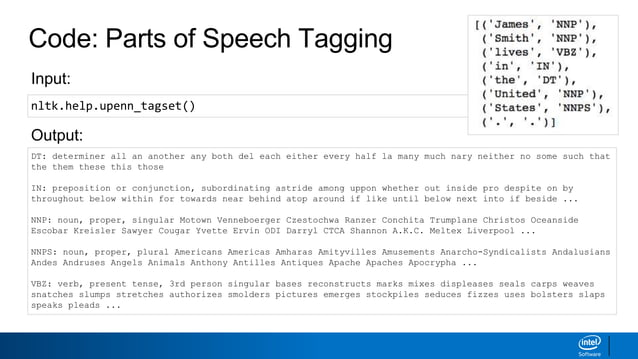 Code: Parts of Speech Tagging
[('James', 'NNP'),
('Smith', 'NNP'),
('lives', 'VBZ'),
('in', 'IN'),
('the', 'DT'),
('United', 'NNP'),
('States', 'NNPS'),
('.', '.')]
Input:
nltk.help.upenn_tagset()
Output:
DT: determiner all an another any both del each either every half la many much nary neither no some such that
the them these this those
IN: preposition or conjunction, subordinating astride among uppon whether out inside pro despite on by
throughout below within for towards near behind atop around if like until below next into if beside ...
NNP: noun, proper, singular Motown Venneboerger Czestochwa Ranzer Conchita Trumplane Christos Oceanside
Escobar Kreisler Sawyer Cougar Yvette Ervin ODI Darryl CTCA Shannon A.K.C. Meltex Liverpool ...
NNPS: noun, proper, plural Americans Americas Amharas Amityvilles Amusements Anarcho-Syndicalists Andalusians
Andes Andruses Angels Animals Anthony Antilles Antiques Apache Apaches Apocrypha ...
VBZ: verb, present tense, 3rd person singular bases reconstructs marks mixes displeases seals carps weaves
snatches slumps stretches authorizes smolders pictures emerges stockpiles seduces fizzes uses bolsters slaps
speaks pleads ...
intel
Software